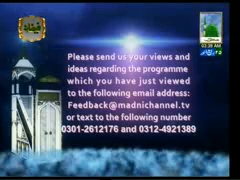 03:38 AM
Please send us your views and
ideas regarding the programme
which you have just viewed
to the following email address:
Feedback@madnichannel.tv
or text to the following number
0301-2612176 and 0312-4921389